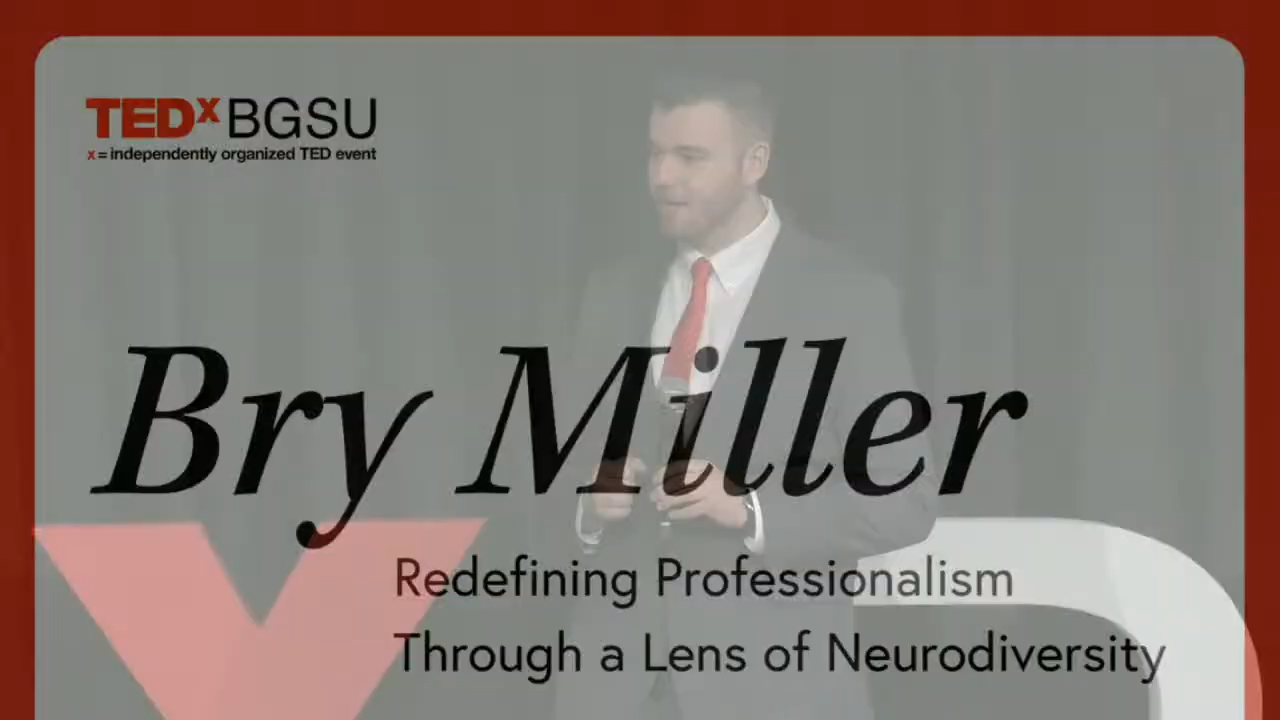 TEDxBGSU
x = independently organized TED event
Bry Miller
Redefining Professionalism
Through a Lens of Neurodiversity